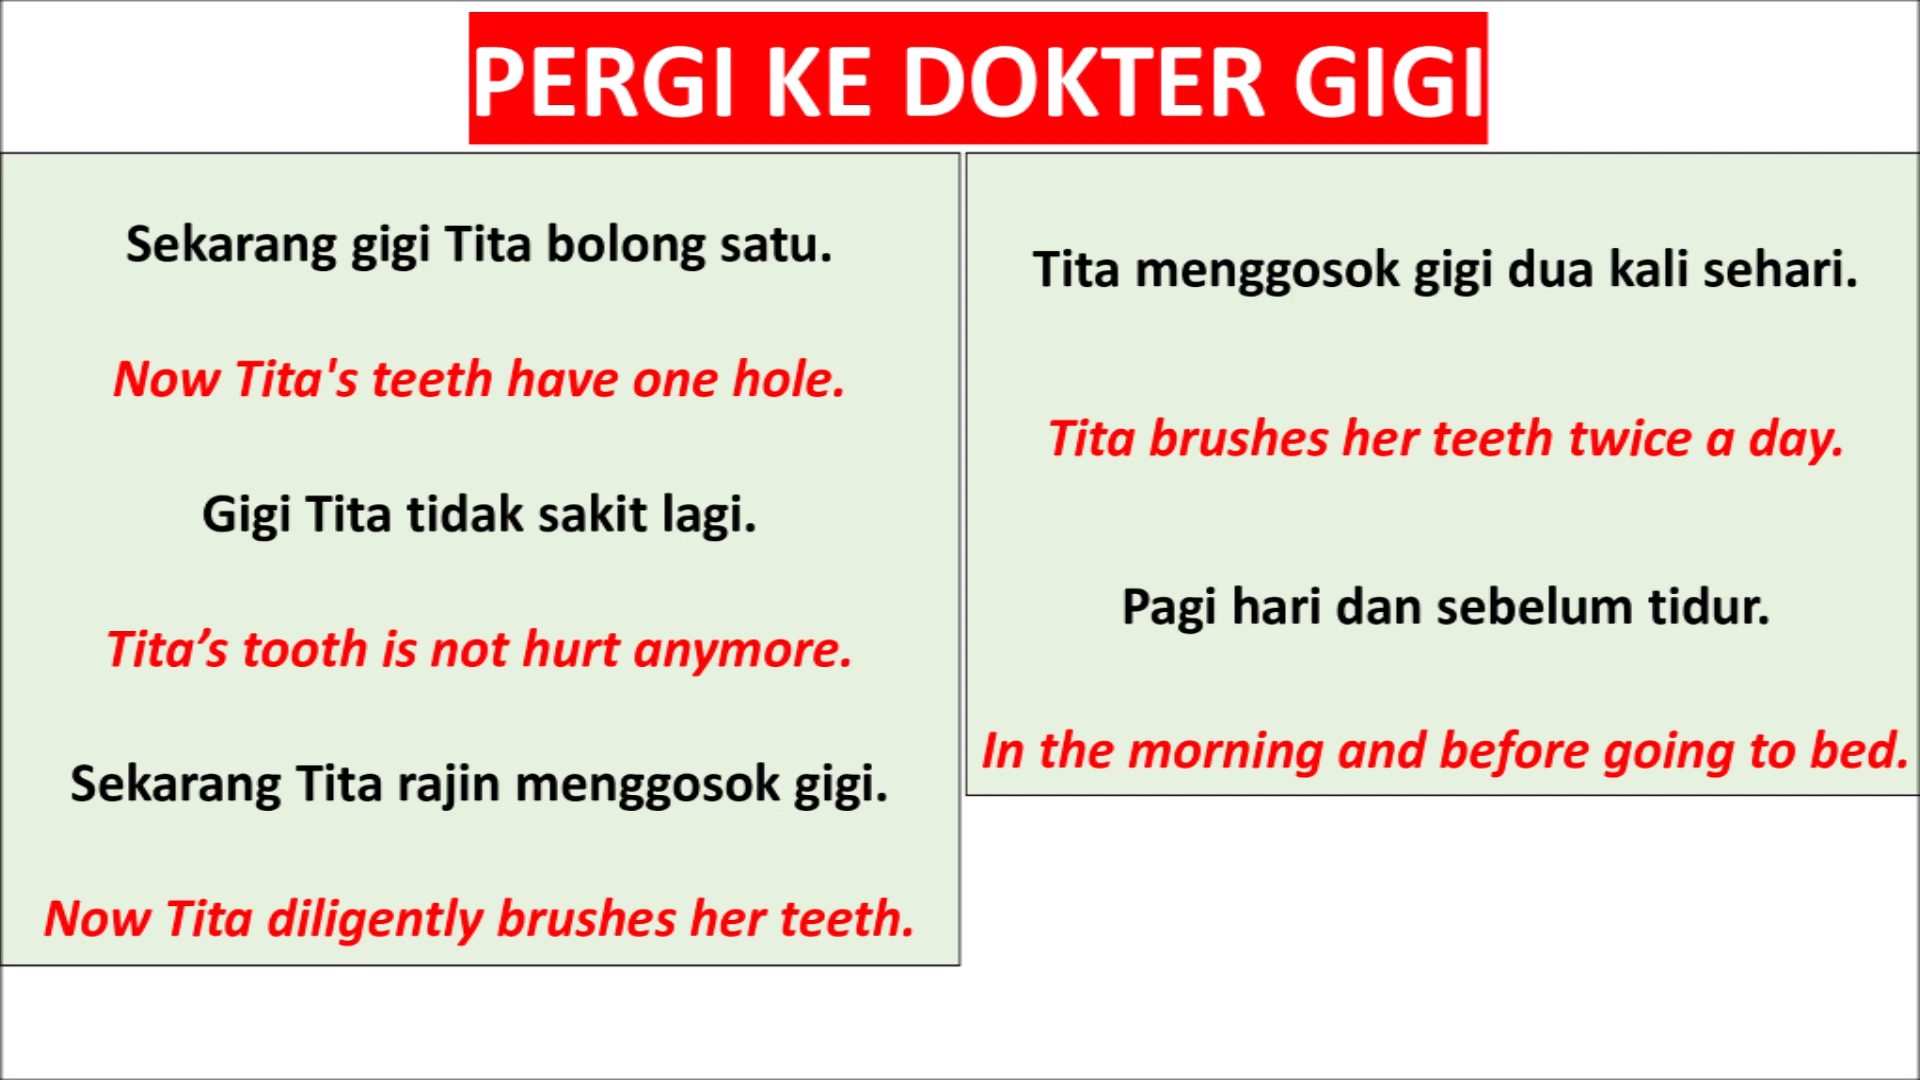 PERGI KE DOKTER GIGI
Sekarang gigi Tita bolong satu.
Now Tita's teeth have one hole.
Gigi Tita tidak sakit lagi.
Tita’s tooth is not hurt anymore.
Sekarang Tita rajin menggosok gigi.
Now Tita diligently brushes her teeth.
Tita menggosok gigi dua kali sehari.
Tita brushes her teeth twice a day.
Pagi hari dan sebelum tidur.
In the morning and before going to bed.